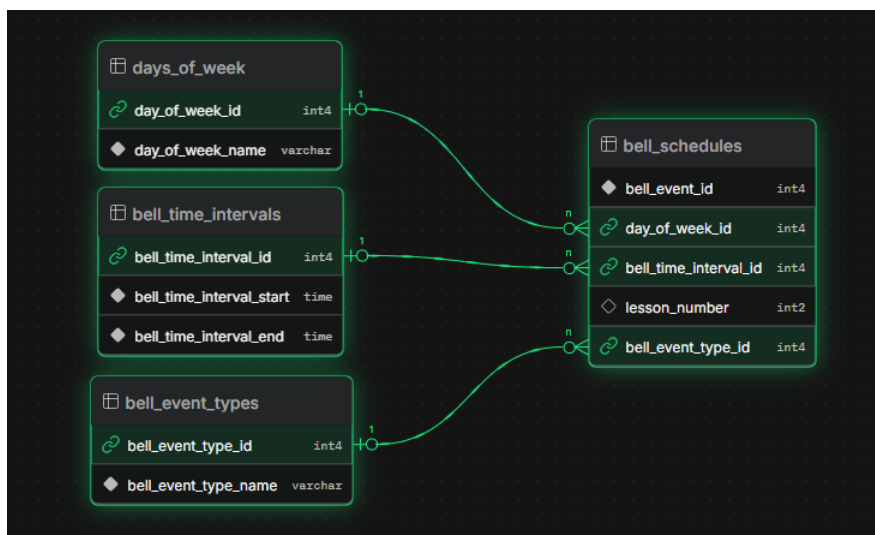 days_of_week
day_of_week_id int4
day_of_week_name varchar
bell_time_intervals
bell_time_interval_id int4
bell_time_interval_start time
bell_time_interval_end time
bell_event_types
bell_event_type_id int4
bell_event_type_name varchar
1
1
1
n
n
n
bell_schedules
bell_event_id int4
day_of_week_id int4
bell_time_interval_id int4
lesson_number int2
bell_event_type_id int4